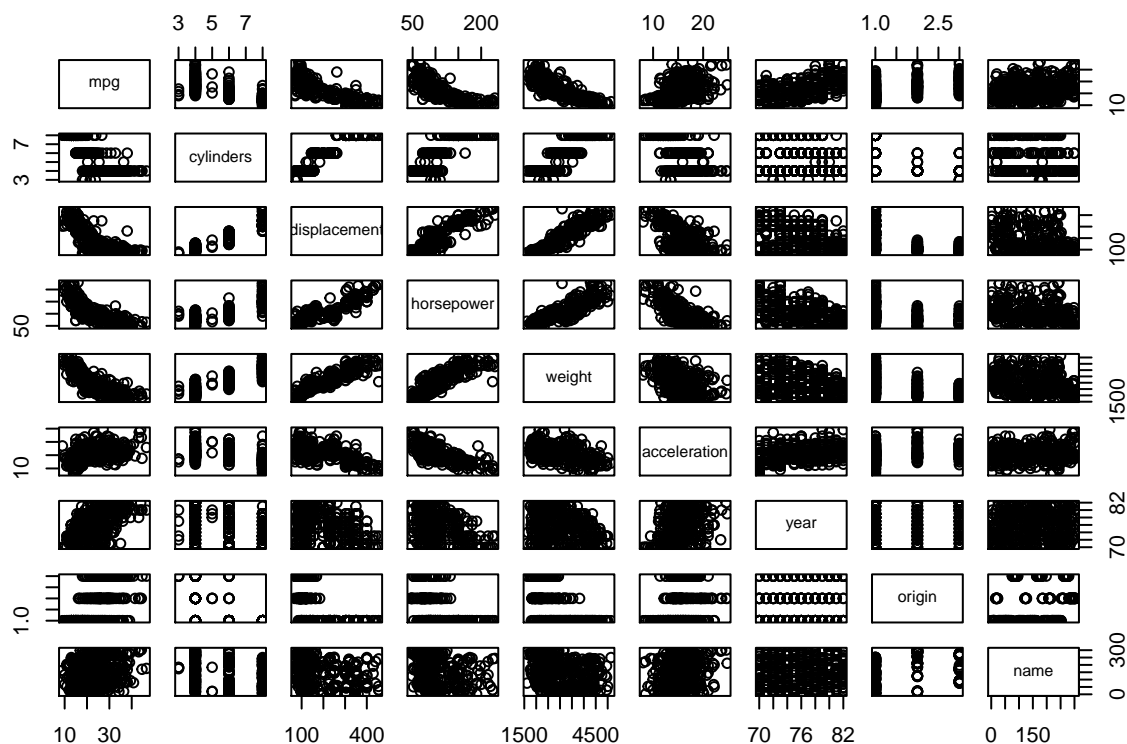 3 5 7 50 200 10 20 1.0 2.5
mpg 10
7 3 cylinders
displacement 100
50 horsepower
weight 1500
10 acceleration
year 82 70
1.0 origin
name 300 150 0
10 30 100 400 1500 4500 70 76 82 0 150